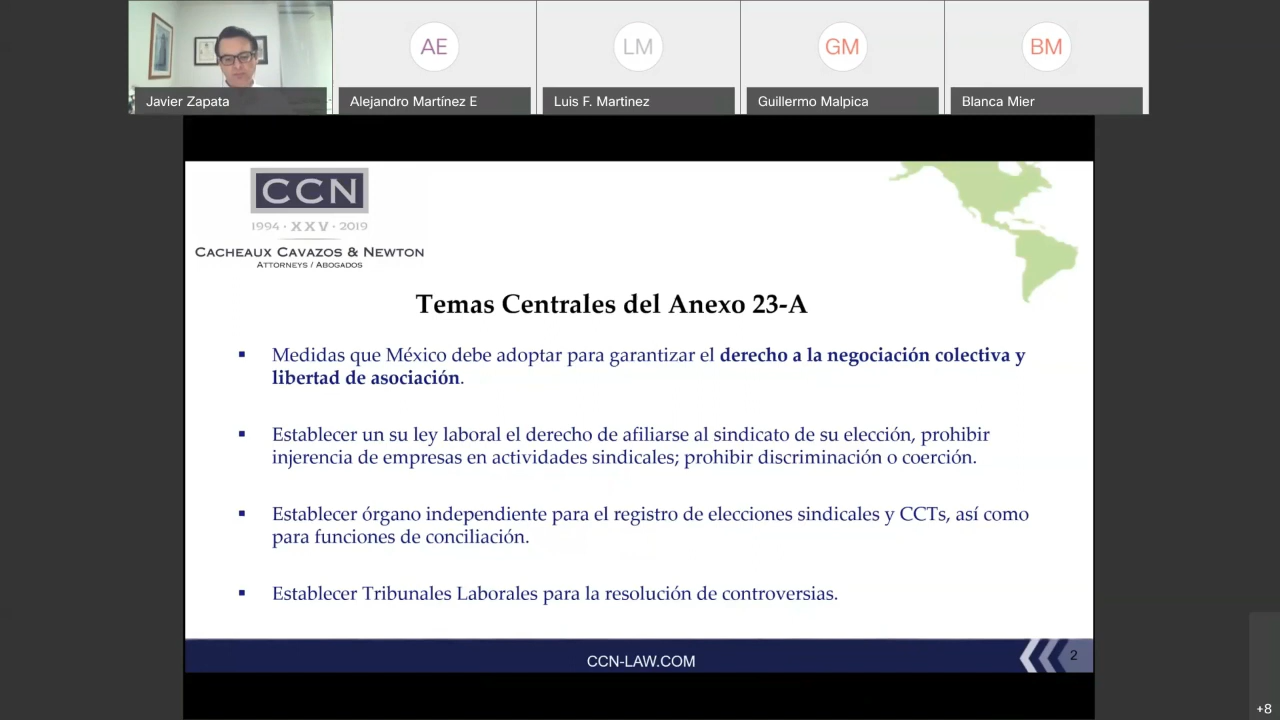 AE
LM
GM
BM
Javier Zapata
Alejandro Martínez E
Luis F. Martinez
Guillermo Malpica
Blanca Mier
CCN
1994 · XXV · 2019
CACHEAUX CAVAZOS & NEWTON
ATTORNEYS / ABOGADOS
Temas Centrales del Anexo 23-A
▪ Medidas que México debe adoptar para garantizar el derecho a la negociación colectiva y
libertad de asociación.
▪ Establecer un su ley laboral el derecho de afiliarse al sindicato de su elección, prohibir
injerencia de empresas en actividades sindicales; prohibir discriminación o coerción.
▪ Establecer órgano independiente para el registro de elecciones sindicales y CCTs, así como
para funciones de conciliación.
▪ Establecer Tribunales Laborales para la resolución de controversias.
CCN-LAW.COM
2
+8